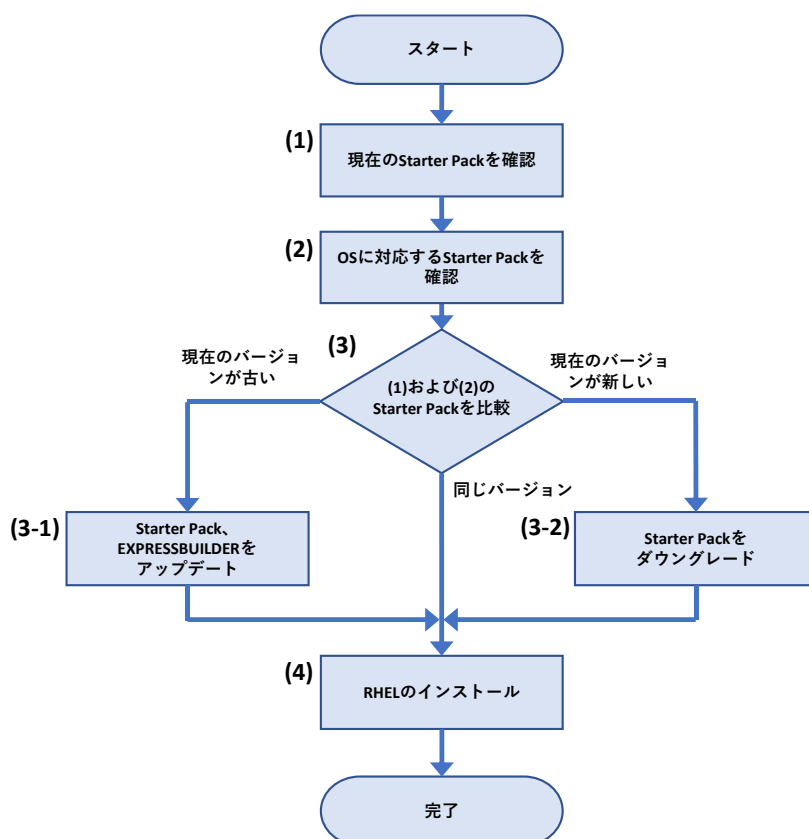 スタート
(1)
現在のStarter Packを確認
(2)
OSに対応するStarter Packを
確認
(3)
現在のバージョ
ンが古い
現在のバージョ
ンが新しい
(1)および(2)の
Starter Packを比較
同じバージョン
(3-1)
Starter Pack、
EXPRESSBUILDERを
アップデート
(3-2)
Starter Packを
ダウングレード
(4)
RHELのインストール
完了